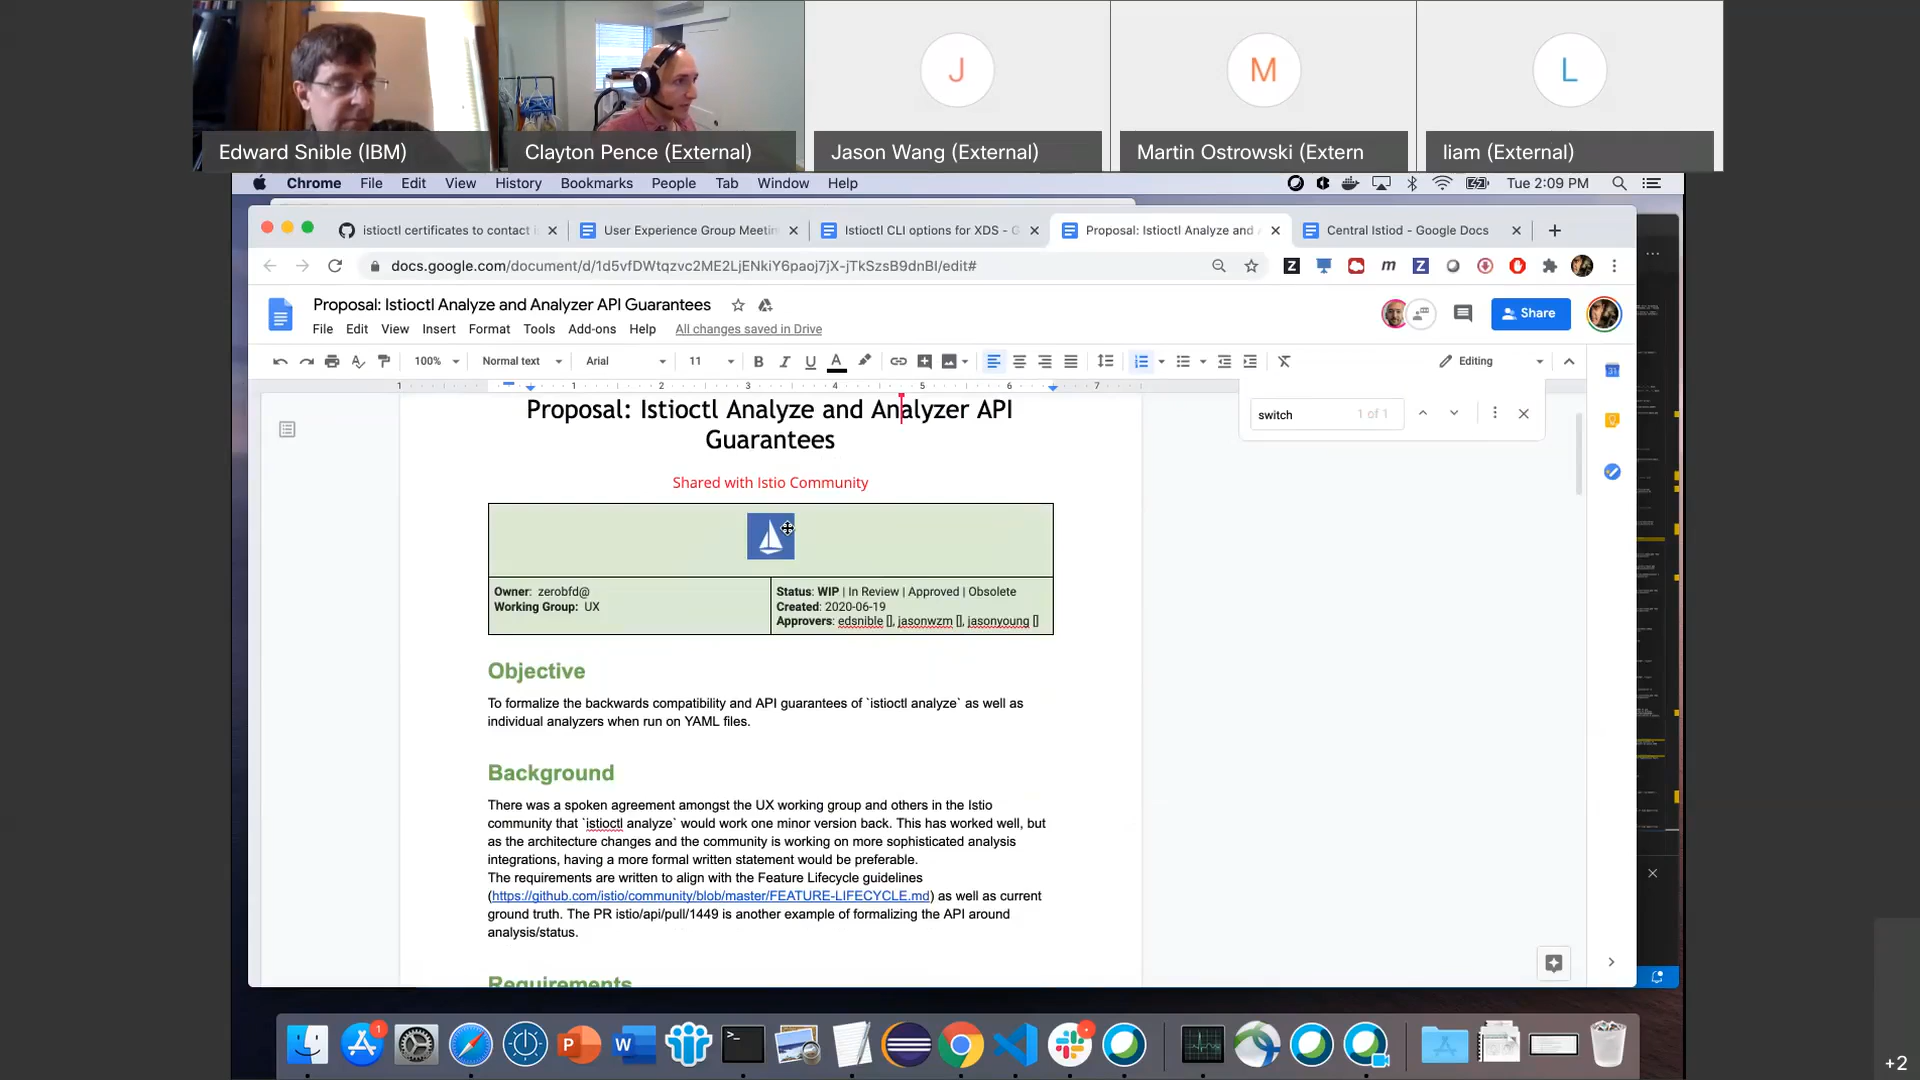 J
M
L
Edward Snible (IBM)
Clayton Pence (External)
Jason Wang (External)
Martin Ostrowski (Extern
liam (External)
Chrome File Edit View History Bookmarks People Tab Window Help
Tue 2:09 PM
istioctl certificates to contact i
User Experience Group Meetin
Istioctl CLI options for XDS - G
Proposal: Istioctl Analyze and A
Central Istiod - Google Docs
docs.google.com/document/d/1d5vfDWtqzvc2ME2LjENkiY6paoj7jX-jTkSzsB9dnBI/edit#
Proposal: Istioctl Analyze and Analyzer API Guarantees
Share
File Edit View Insert Format Tools Add-ons Help All changes saved in Drive
100% Normal text Arial 11 B I U A Editing
1 1 2 3 4 5 6 7
switch 1 of 1
Proposal: Istioctl Analyze and Analyzer API
Guarantees
Shared with Istio Community
Owner: zerobfd@
Working Group: UX
Status: WIP | In Review | Approved | Obsolete
Created: 2020-06-19
Approvers: edsnible [], jasonwzm [], jasonyoung []
Objective
To formalize the backwards compatibility and API guarantees of `istioctl analyze` as well as
individual analyzers when run on YAML files.
Background
There was a spoken agreement amongst the UX working group and others in the Istio
community that `istioctl analyze` would work one minor version back. This has worked well, but
as the architecture changes and the community is working on more sophisticated analysis
integrations, having a more formal written statement would be preferable.
The requirements are written to align with the Feature Lifecycle guidelines
(https://github.com/istio/community/blob/master/FEATURE-LIFECYCLE.md) as well as current
ground truth. The PR istio/api/pull/1449 is another example of formalizing the API around
analysis/status.
Requirements
+2